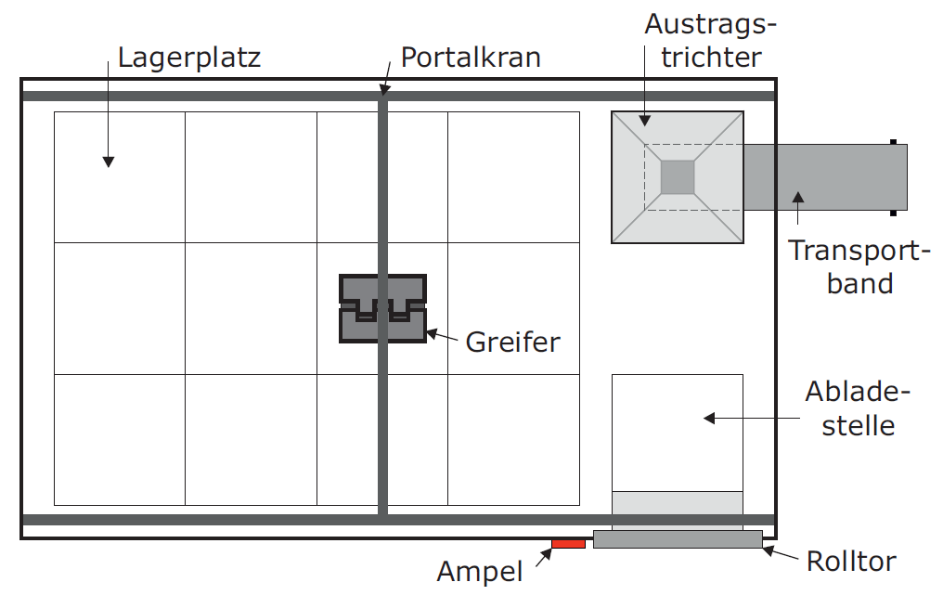 Austrags-
trichter
Lagerplatz
Portalkran
Transport-
band
Greifer
Ablade-
stelle
Ampel
Rolltor